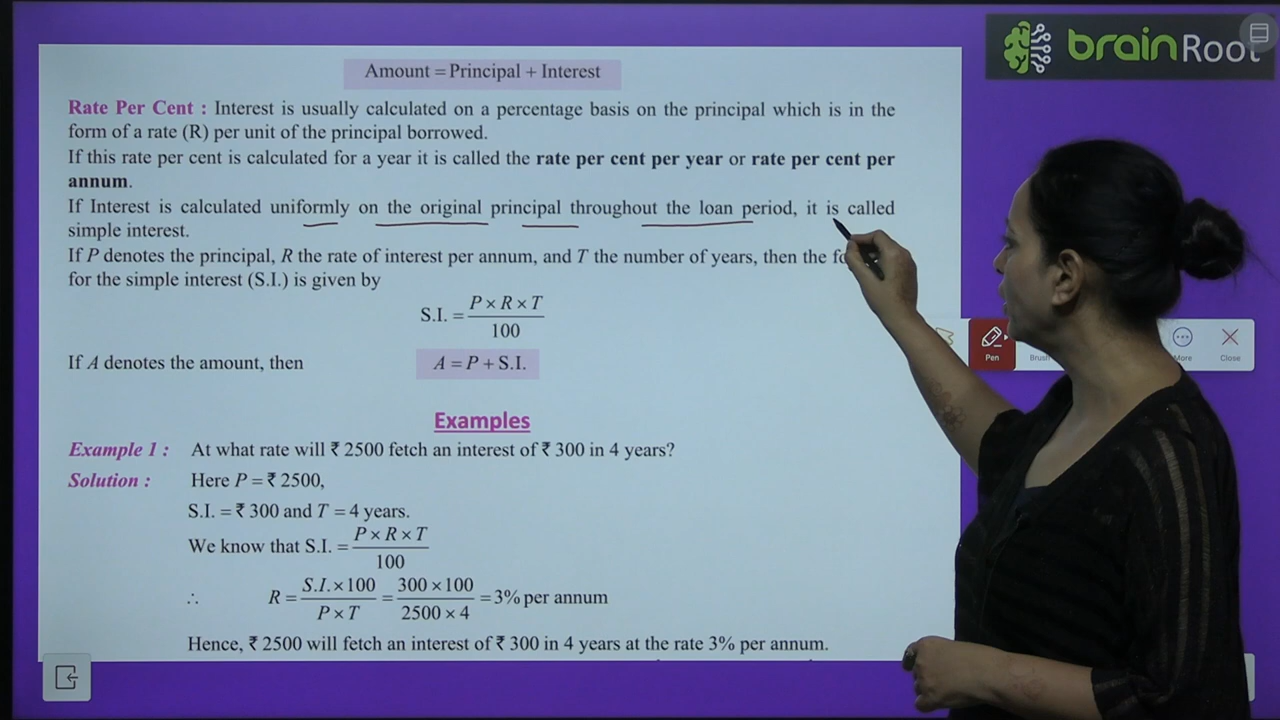 brainRoot
Amount = Principal + Interest
Rate Per Cent : Interest is usually calculated on a percentage basis on the principal which is in the
form of a rate (R) per unit of the principal borrowed.
If this rate per cent is calculated for a year it is called the rate per cent per year or rate per cent per
annum.
If Interest is calculated uniformly on the original principal throughout the loan period, it is called
simple interest.
If P denotes the principal, R the rate of interest per annum, and T the number of years, then the
for the simple interest (S.I.) is given by
S.I. = P × R × T / 100
If A denotes the amount, then A = P + S.I.
Pen Brush More Close
Examples
Example 1 : At what rate will ₹ 2500 fetch an interest of ₹ 300 in 4 years?
Solution : Here P = ₹ 2500,
S.I. = ₹ 300 and T = 4 years.
We know that S.I. = P × R × T / 100
∴ R = S.I. × 100 / P × T = 300 × 100 / 2500 × 4 = 3% per annum
Hence, ₹ 2500 will fetch an interest of ₹ 300 in 4 years at the rate 3% per annum.